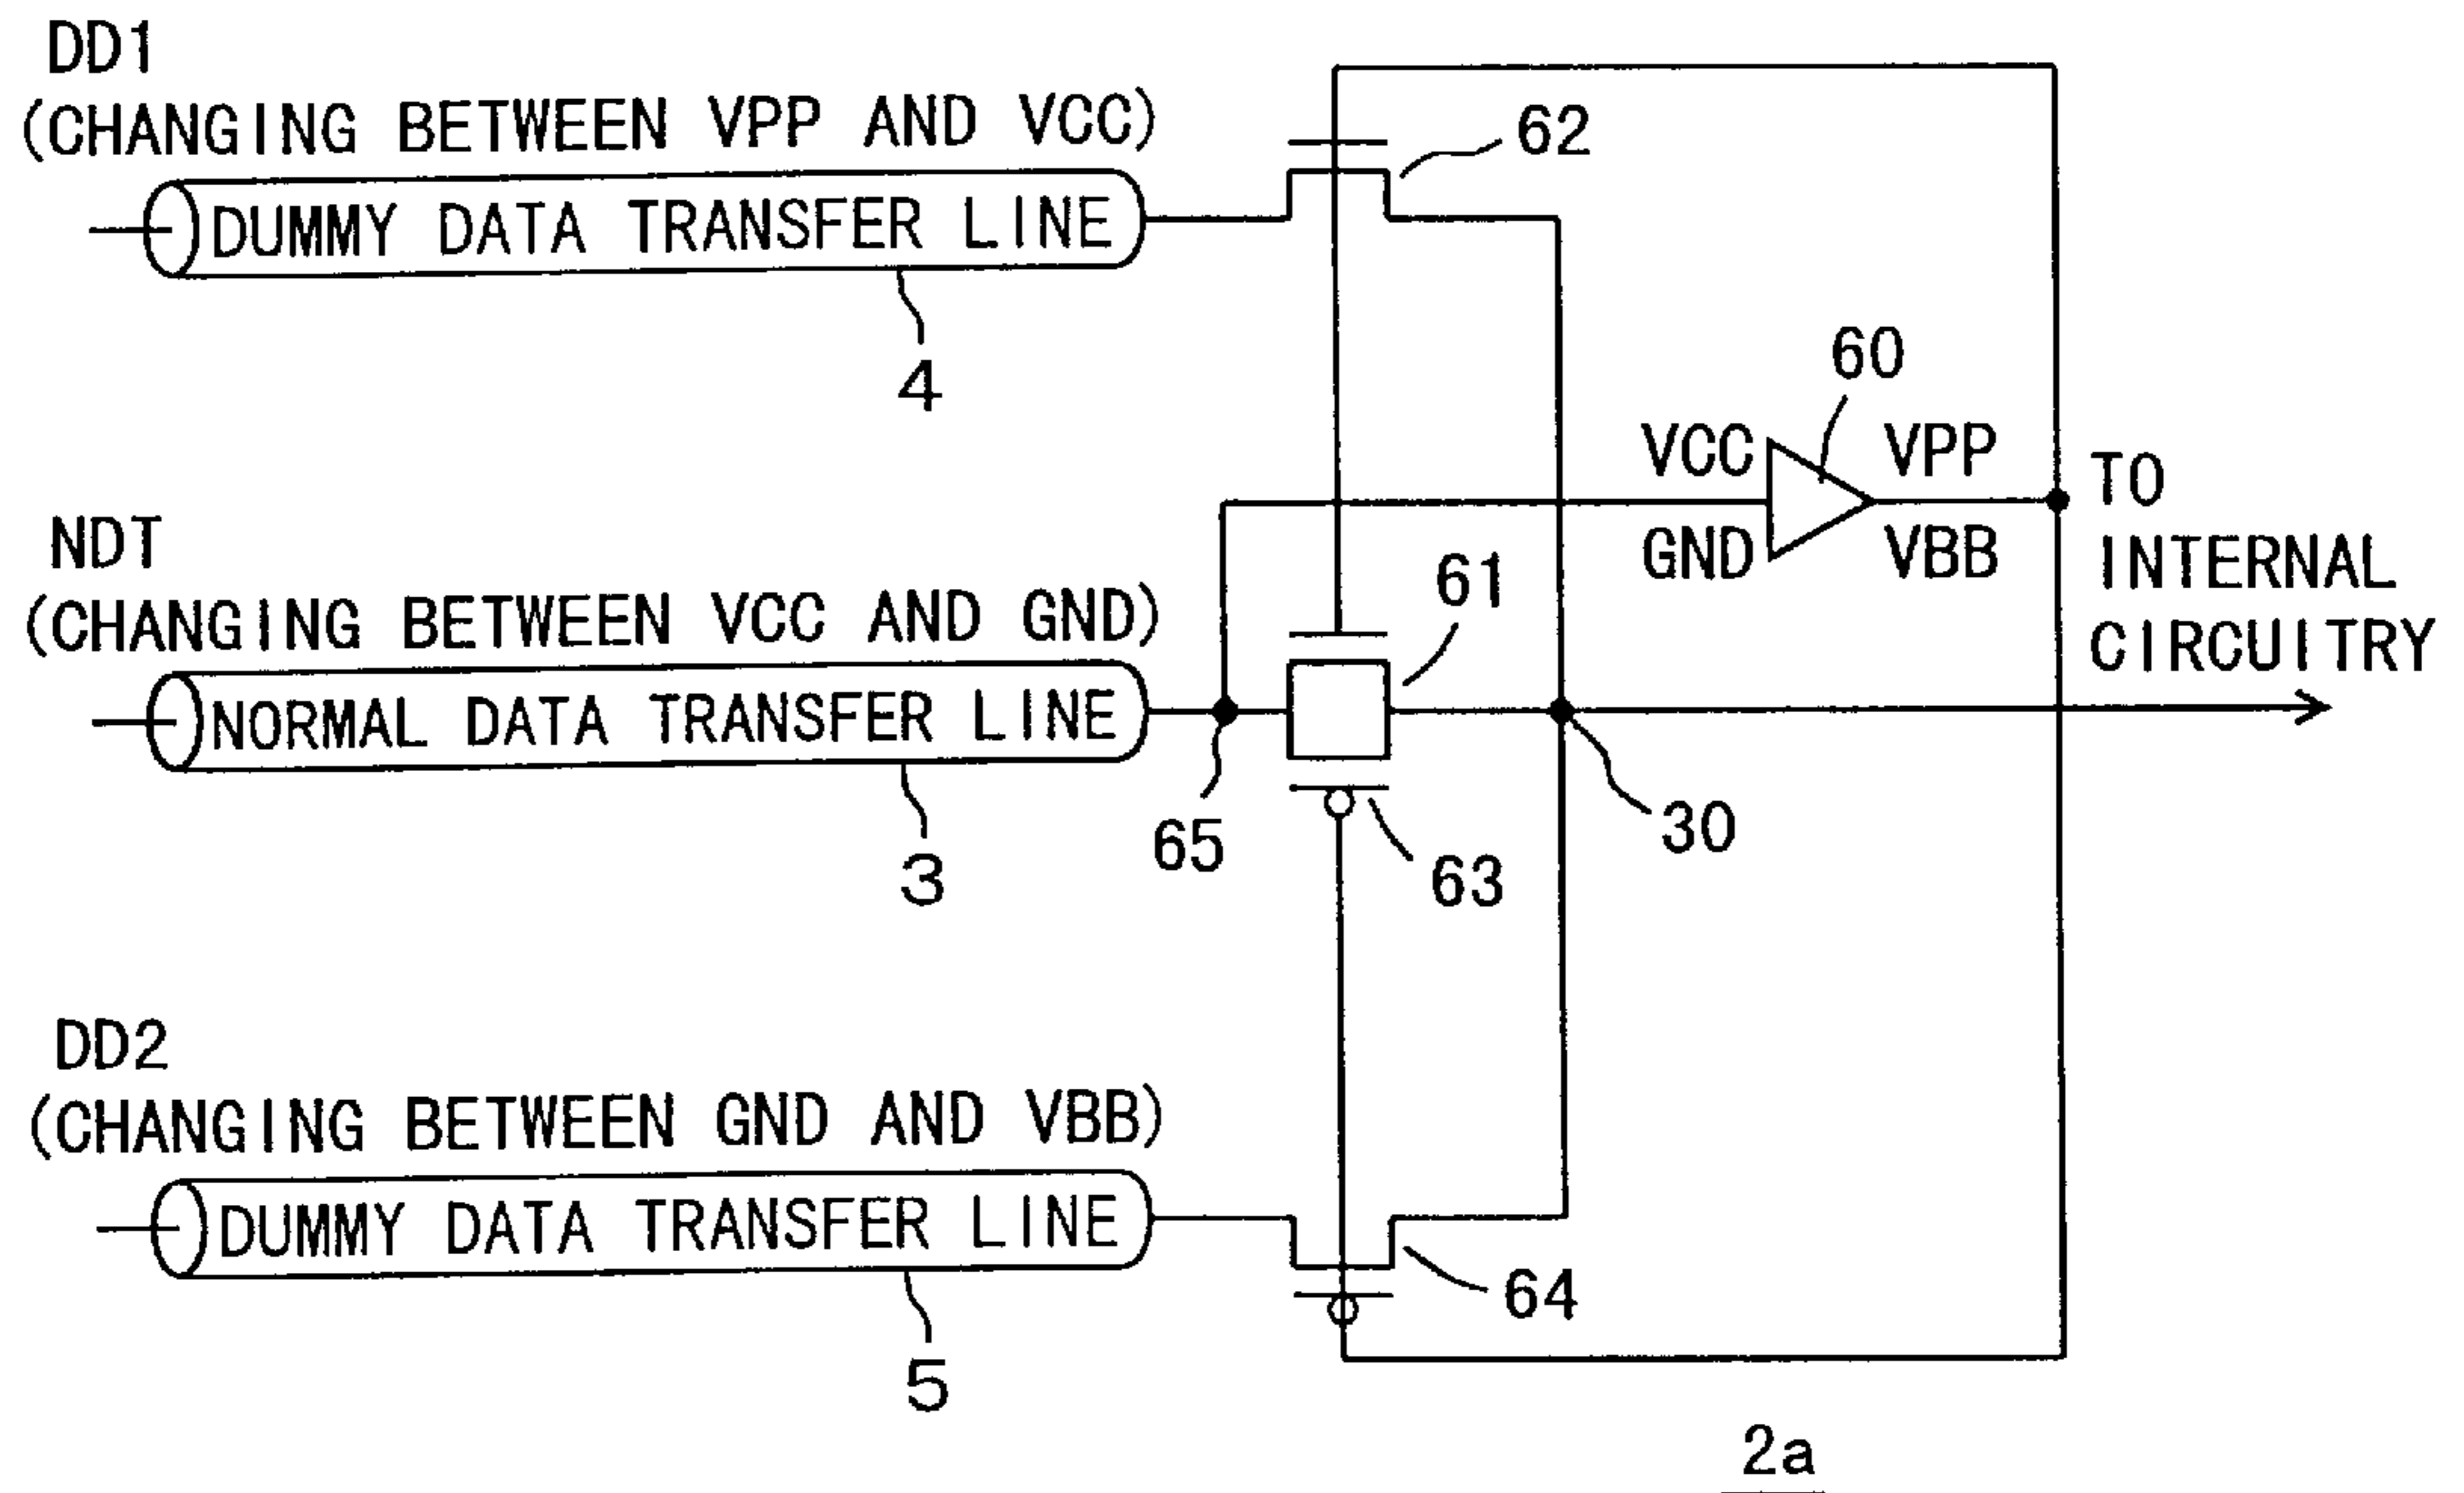 DD1
(CHANGING BETWEEN VPP AND VCC)
62
DUMMY DATA TRANSFER LINE
4
60
VCC
VPP
GND
VBB
TO
INTERNAL
CIRCUITRY
NDT
(CHANGING BETWEEN VCC AND GND)
61
NORMAL DATA TRANSFER LINE
3
65
63
30
DD2
(CHANGING BETWEEN GND AND VBB)
DUMMY DATA TRANSFER LINE
5
64
2a